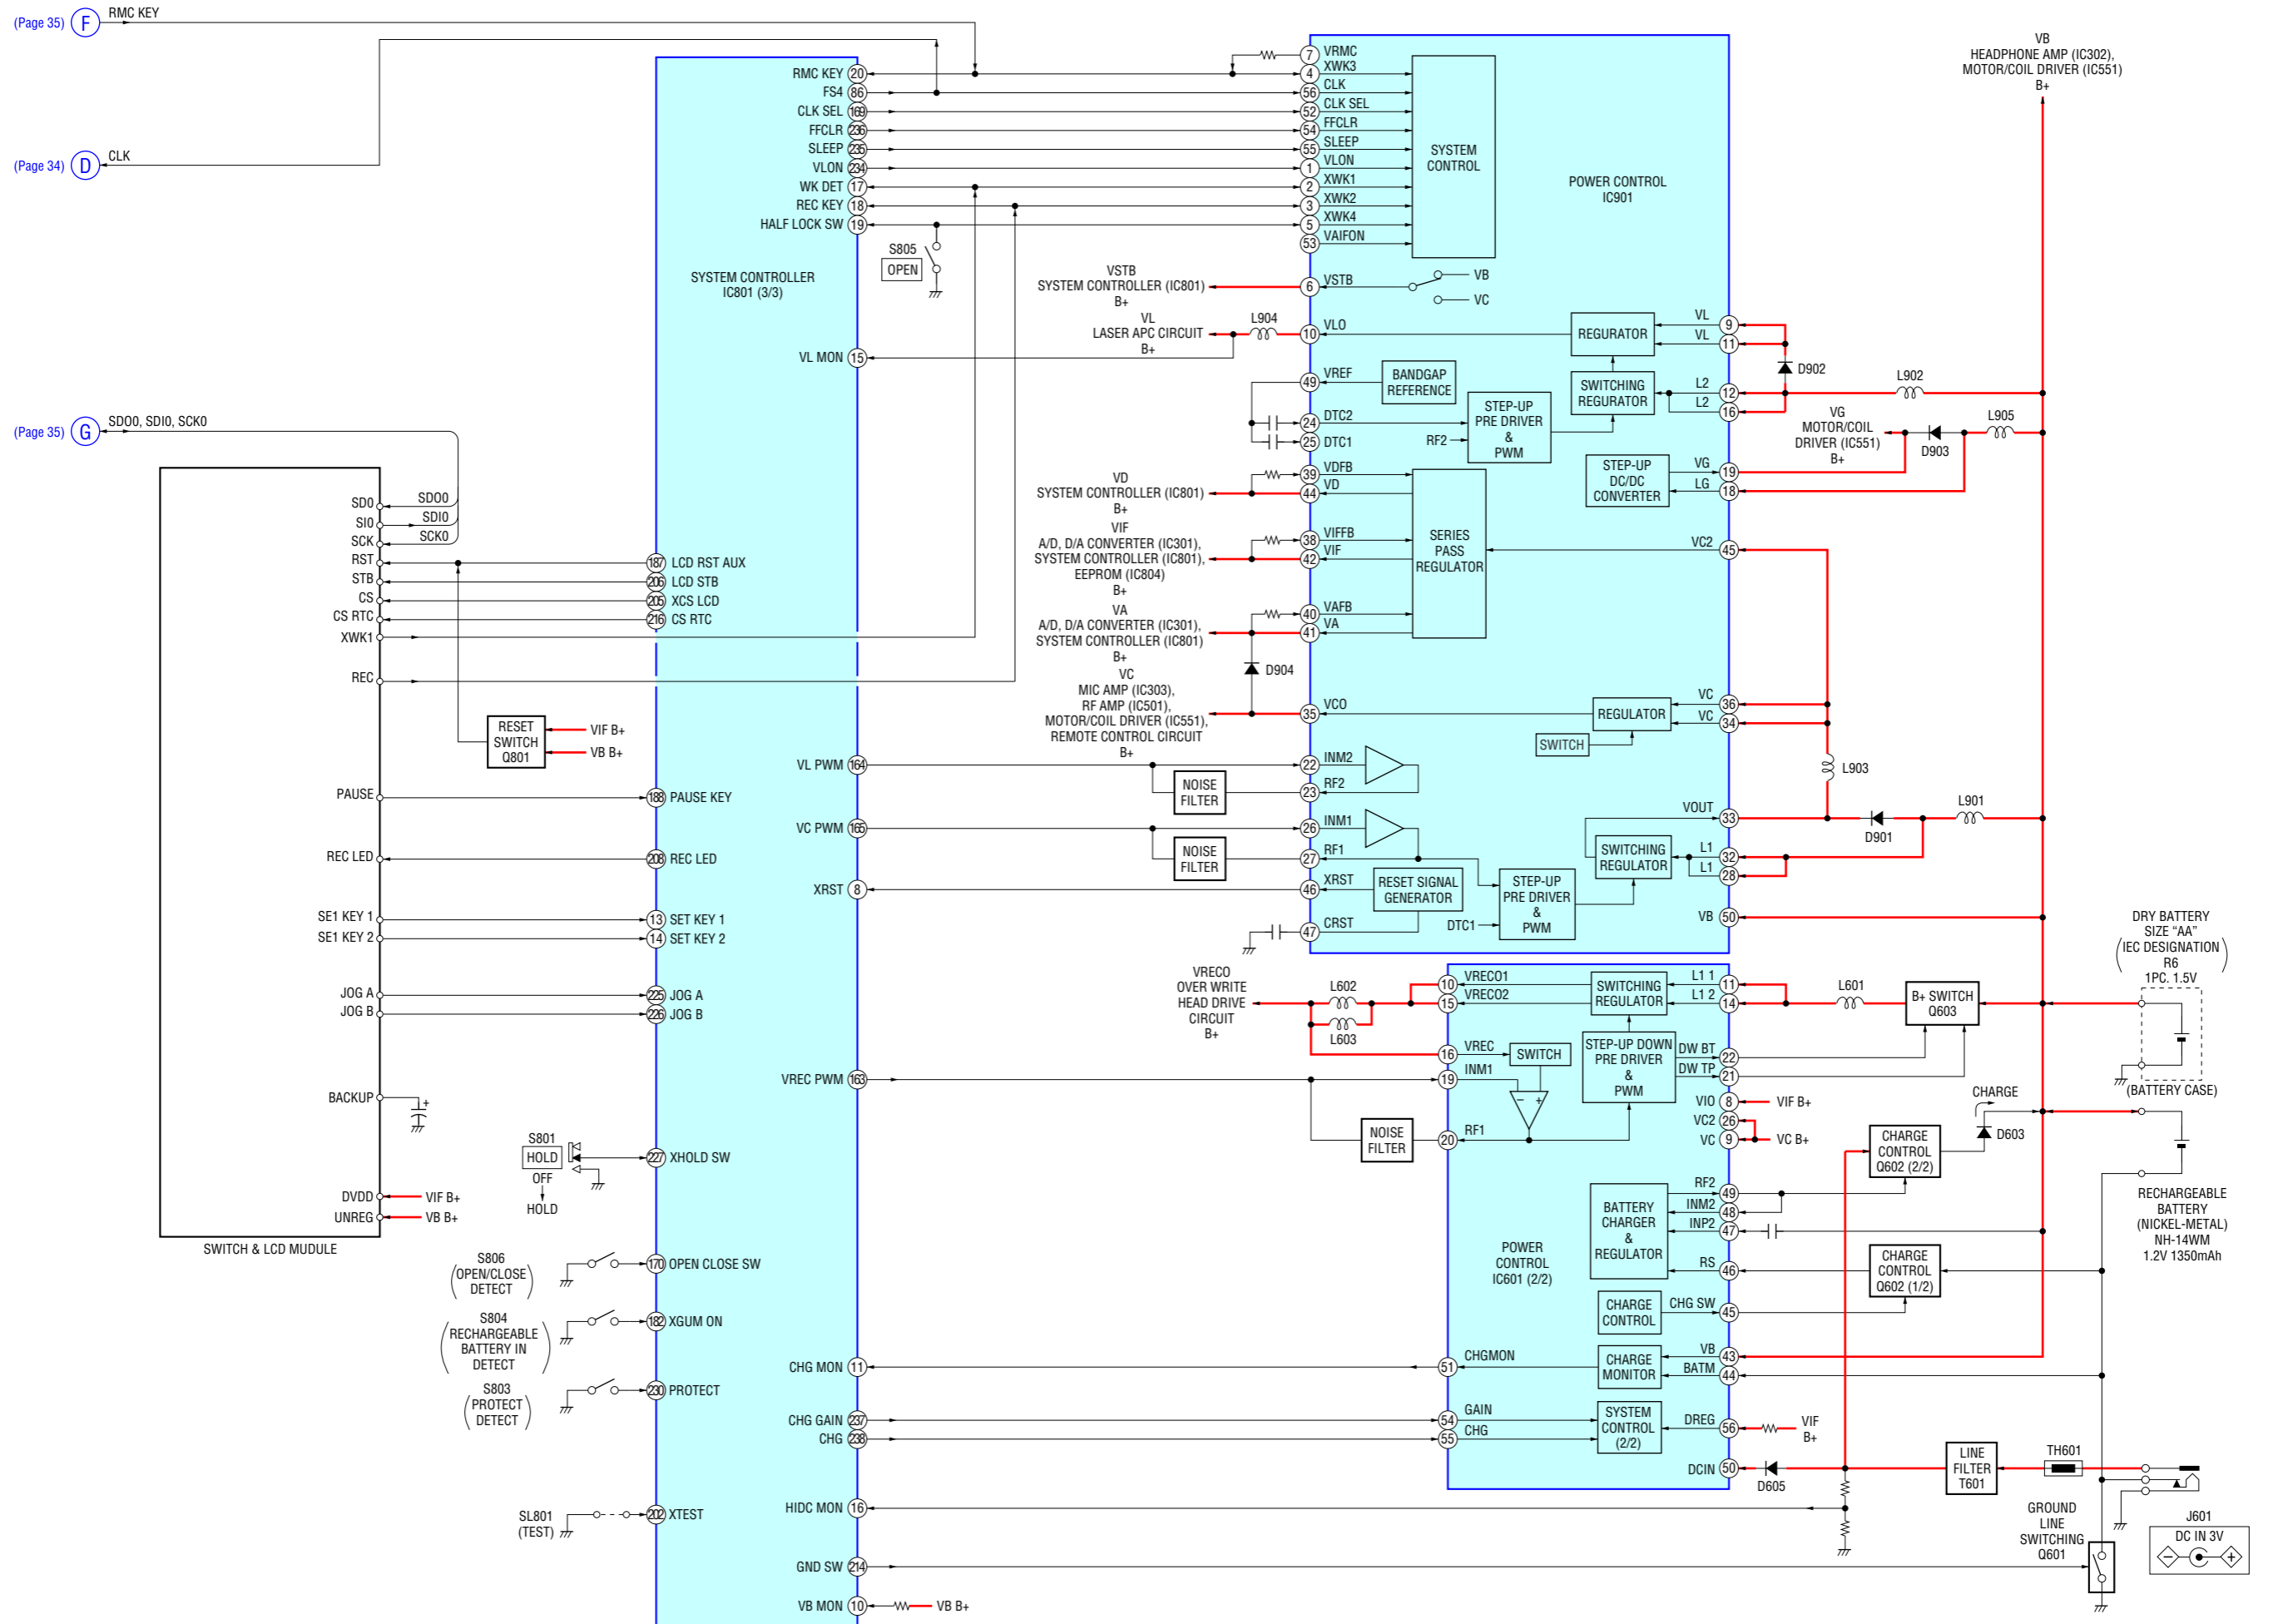 (Page 35) F RMC KEY
(Page 34) D CLK
(Page 35) G SDO0, SDI0, SCK0
SD0 SDO0
SI0 SDI0
SCK SCK0
RST
STB
CS
CS RTC
XWK1
REC
PAUSE
REC LED
SE1 KEY 1
SE1 KEY 2
JOG A
JOG B
BACKUP
+
DVDD VIF B+
UNREG VB B+
SWITCH & LCD MUDULE
RESET
SWITCH
Q801
VIF B+
VB B+
S801
HOLD
OFF
HOLD
S806
(OPEN/CLOSE
DETECT)
S804
(RECHARGEABLE
BATTERY IN
DETECT)
S803
(PROTECT
DETECT)
SL801
(TEST)
187 LCD RST AUX
206 LCD STB
205 XCS LCD
216 CS RTC
188 PAUSE KEY
208 REC LED
13 SET KEY 1
14 SET KEY 2
225 JOG A
226 JOG B
227 XHOLD SW
170 OPEN CLOSE SW
182 XGUM ON
230 PROTECT
202 XTEST
SYSTEM CONTROLLER
IC801 (3/3)
RMC KEY 20
FS4 86
CLK SEL 169
FFCLR 236
SLEEP 235
VLON 234
WK DET 17
REC KEY 18
HALF LOCK SW 19
VL MON 15
VL PWM 164
VC PWM 165
XRST 8
VREC PWM 163
CHG MON 11
CHG GAIN 237
CHG 238
HIDC MON 16
GND SW 214
VB MON 10 VB B+
S805
OPEN
VSTB
SYSTEM CONTROLLER (IC801)
B+
VL
LASER APC CIRCUIT
B+
L904
VD
SYSTEM CONTROLLER (IC801)
B+
VIF
A/D, D/A CONVERTER (IC301),
SYSTEM CONTROLLER (IC801),
EEPROM (IC804)
B+
VA
A/D, D/A CONVERTER (IC301),
SYSTEM CONTROLLER (IC801)
B+
D904
VC
MIC AMP (IC303),
RF AMP (IC501),
MOTOR/COIL DRIVER (IC551),
REMOTE CONTROL CIRCUIT
B+
NOISE
FILTER
NOISE
FILTER
7 VRMC
4 XWK3
56 CLK
52 CLK SEL
54 FFCLR
55 SLEEP
1 VLON
2 XWK1
3 XWK2
5 XWK4
53 VAIFON
SYSTEM
CONTROL
POWER CONTROL
IC901
6 VSTB
VB
VC
10 VLO
REGURATOR
VL 9
VL 11
49 VREF
BANDGAP
REFERENCE
24 DTC2
25 DTC1
RF2
STEP-UP
PRE DRIVER
&
PWM
SWITCHING
REGURATOR
L2 12
L2 16
39 VDFB
44 VD
38 VIFFB
42 VIF
40 VAFB
41 VA
SERIES
PASS
REGULATOR
STEP-UP
DC/DC
CONVERTER
VG 19
LG 18
VC2 45
35 VCO
REGULATOR
SWITCH
VC 36
VC 34
22 INM2
23 RF2
26 INM1
27 RF1
46 XRST
RESET SIGNAL
GENERATOR
47 CRST
DTC1
STEP-UP
PRE DRIVER
&
PWM
SWITCHING
REGULATOR
VOUT 33
L1 32
L1 28
VB 50
VB
HEADPHONE AMP (IC302),
MOTOR/COIL DRIVER (IC551)
B+
D902
L902
VG
MOTOR/COIL
DRIVER (IC551)
B+
D903
L905
L903
D901
L901
VRECO
OVER WRITE
HEAD DRIVE
CIRCUIT
B+
L602
L603
NOISE
FILTER
10 VRECO1
15 VRECO2
16 VREC
19 INM1
20 RF1
SWITCH
− +
SWITCHING
REGULATOR
L1 1 11
L1 2 14
STEP-UP DOWN
PRE DRIVER
&
PWM
DW BT 22
DW TP 21
VIO 8 VIF B+
VC2 26
VC 9 VC B+
BATTERY
CHARGER
&
REGULATOR
RF2 49
INM2 48
INP2 47
RS 46
POWER
CONTROL
IC601 (2/2)
CHARGE
CONTROL
CHG SW 45
51 CHGMON
CHARGE
MONITOR
VB 43
BATM 44
54 GAIN
55 CHG
SYSTEM
CONTROL
(2/2)
DREG 56 VIF
B+
DCIN 50
D605
L601
B+ SWITCH
Q603
CHARGE
D603
CHARGE
CONTROL
Q602 (2/2)
CHARGE
CONTROL
Q602 (1/2)
DRY BATTERY
SIZE “AA”
(IEC DESIGNATION
R6
1PC. 1.5V)
(BATTERY CASE)
RECHARGEABLE
BATTERY
(NICKEL-METAL)
NH-14WM
1.2V 1350mAh
LINE
FILTER
T601
TH601
GROUND
LINE
SWITCHING
Q601
J601
DC IN 3V
− +